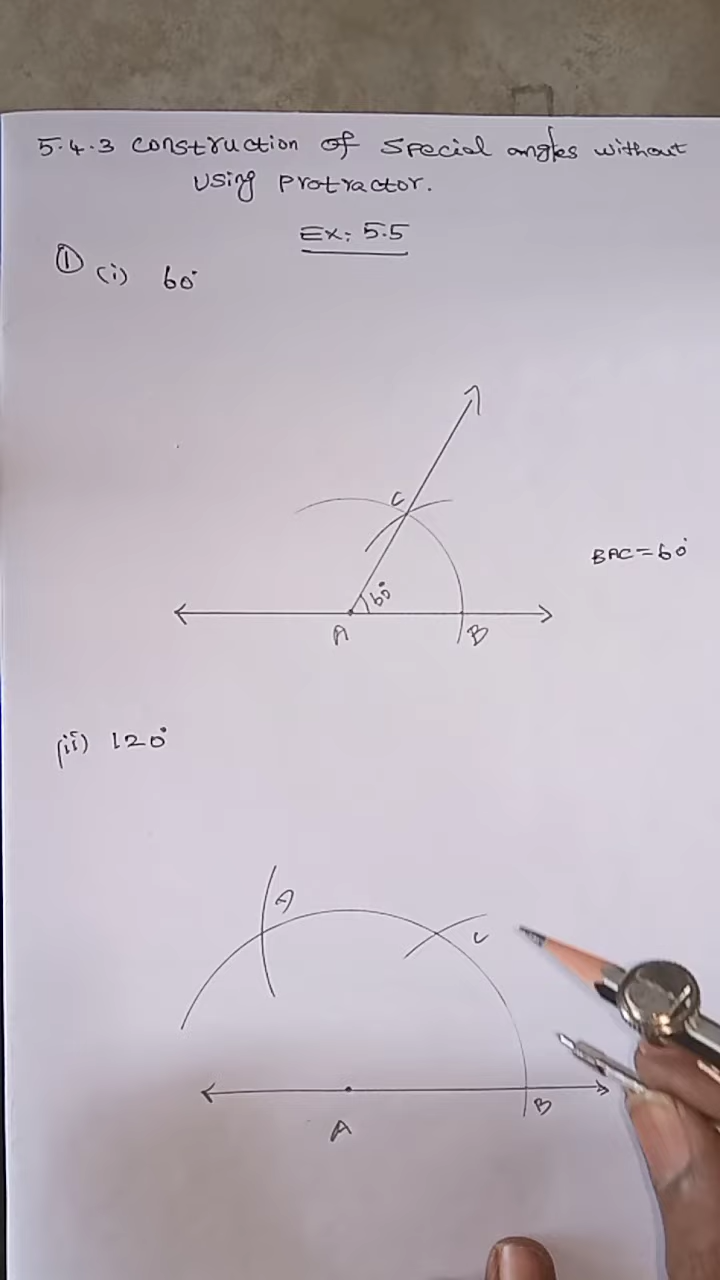 5.4.3 Construction of Special angles without
Using Protractor.
Ex: 5.5
① (i) 60°
C
BAC = 60°
60°
A B
(ii) 120°
C
B
A